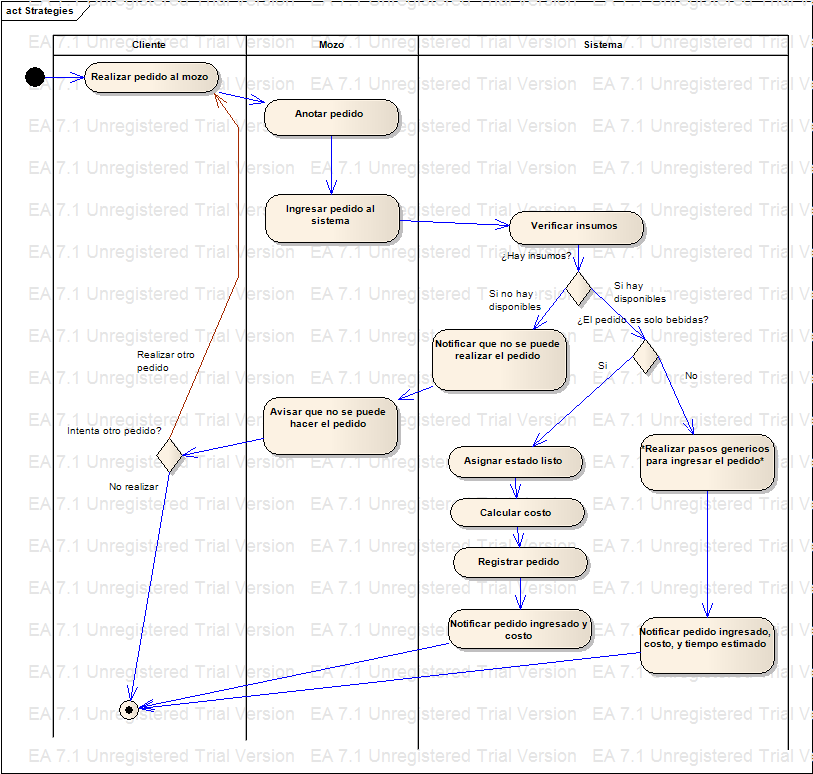 act Strategies
Cliente
Mozo
Sistema
Realizar pedido al mozo
Anotar pedido
Ingresar pedido al
sistema
Verificar insumos
¿Hay insumos?
Si no hay
disponibles
Si hay
disponibles
¿El pedido es solo bebidas?
Notificar que no se puede
realizar el pedido
Si
No
Realizar otro
pedido
Avisar que no se puede
hacer el pedido
Intenta otro pedido?
No realizar
Asignar estado listo
*Realizar pasos genericos
para ingresar el pedido*
Calcular costo
Registrar pedido
Notificar pedido ingresado y
costo
Notificar pedido ingresado,
costo, y tiempo estimado
EA 7.1 Unregistered Trial Version